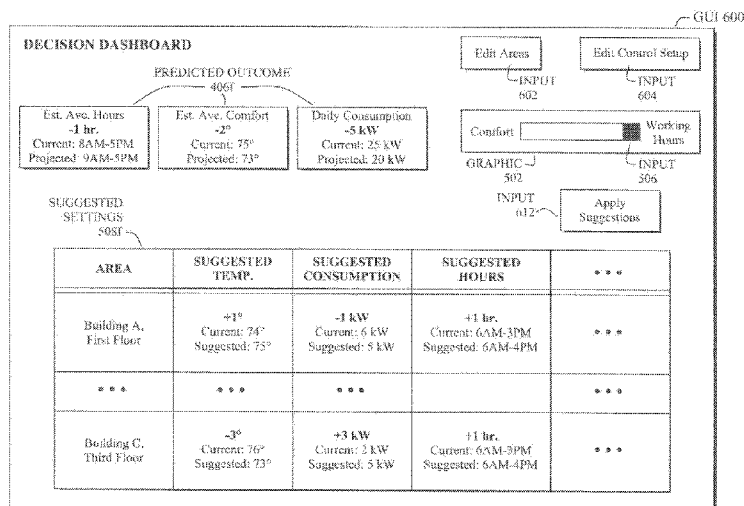 GUI 600
DECISION DASHBOARD
Edit Areas
Edit Control Setup
PREDICTED OUTCOME
406f
INPUT
602
INPUT
604
Est. Ave. Hours
-1 hr.
Current: 8AM-5PM
Projected: 9AM-5PM
Est. Ave. Comfort
-2°
Current: 75°
Projected: 73°
Daily Consumption
-5 kW
Current: 25 kW
Projected: 20 kW
Comfort
Working
Hours
GRAPHIC
502
INPUT
506
INPUT
612
Apply
Suggestions
SUGGESTED
SETTINGS
508f
AREA
SUGGESTED
TEMP.
SUGGESTED
CONSUMPTION
SUGGESTED
HOURS
• • •
Building A,
First Floor
+1°
Current: 74°
Suggested: 75°
-1 kW
Current: 6 kW
Suggested: 5 kW
+1 hr.
Current: 6AM-3PM
Suggested: 6AM-4PM
• • •
• • •
• • •
• • •
• • •
Building C,
Third Floor
-3°
Current: 76°
Suggested: 73°
+3 kW
Current: 2 kW
Suggested: 5 kW
+1 hr.
Current: 6AM-3PM
Suggested: 6AM-4PM
• • •